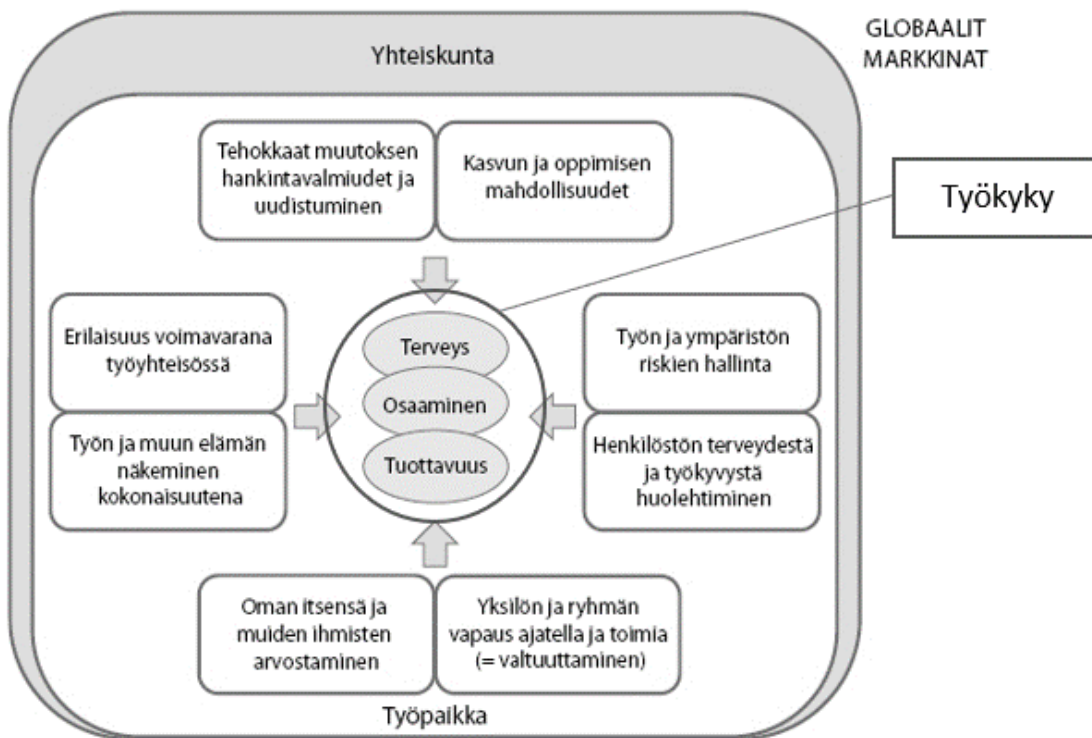 GLOBAALIT
MARKKINAT
Yhteiskunta
Tehokkaat muutoksen
hankintavalmiudet ja
uudistuminen
Kasvun ja oppimisen
mahdollisuudet
Työkyky
Erilaisuus voimavarana
työyhteisössä
Työn ja muun elämän
näkeminen
kokonaisuutena
Terveys
Osaaminen
Tuottavuus
Työn ja ympäristön
riskien hallinta
Henkilöstön terveydestä
ja työkyvystä
huolehtiminen
Oman itsensä ja
muiden ihmisten
arvostaminen
Yksilön ja ryhmän
vapaus ajatella ja toimia
(= valtuuttaminen)
Työpaikka